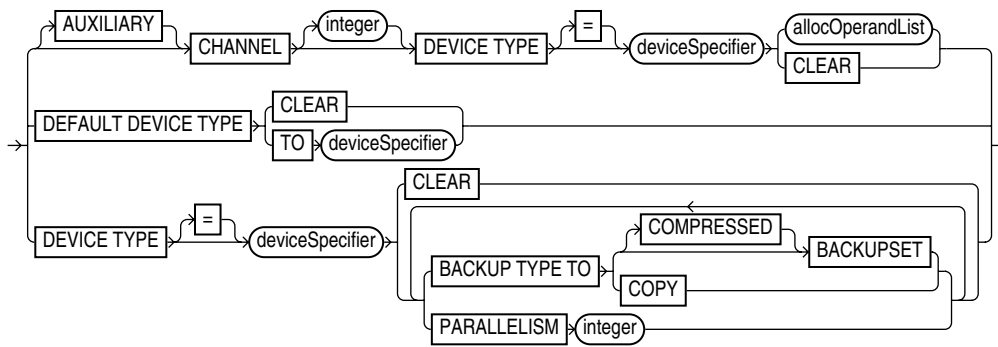 AUXILIARY
CHANNEL
integer
DEVICE TYPE
=
deviceSpecifier
allocOperandList
CLEAR
DEFAULT DEVICE TYPE
CLEAR
TO
deviceSpecifier
DEVICE TYPE
=
deviceSpecifier
CLEAR
BACKUP TYPE TO
COMPRESSED
BACKUPSET
COPY
PARALLELISM
integer